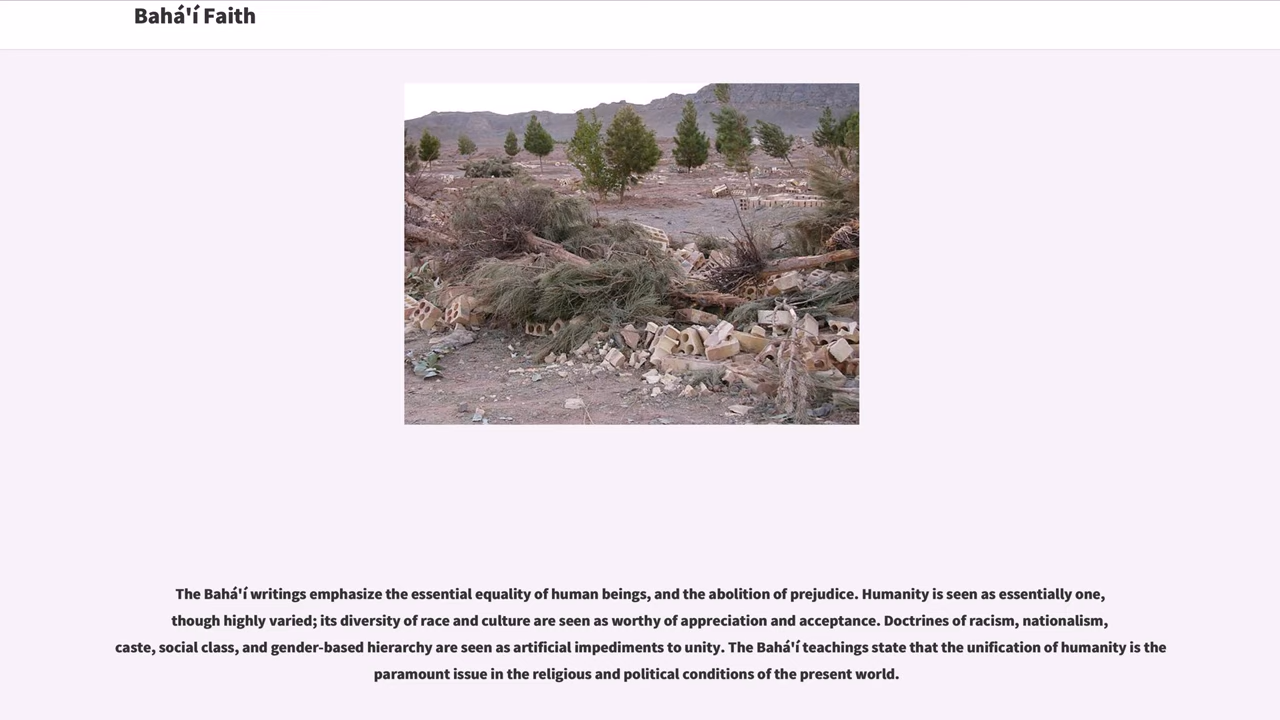 Bahá'í Faith
The Bahá'í writings emphasize the essential equality of human beings, and the abolition of prejudice. Humanity is seen as essentially one,
though highly varied; its diversity of race and culture are seen as worthy of appreciation and acceptance. Doctrines of racism, nationalism,
caste, social class, and gender-based hierarchy are seen as artificial impediments to unity. The Bahá'í teachings state that the unification of humanity is the
paramount issue in the religious and political conditions of the present world.